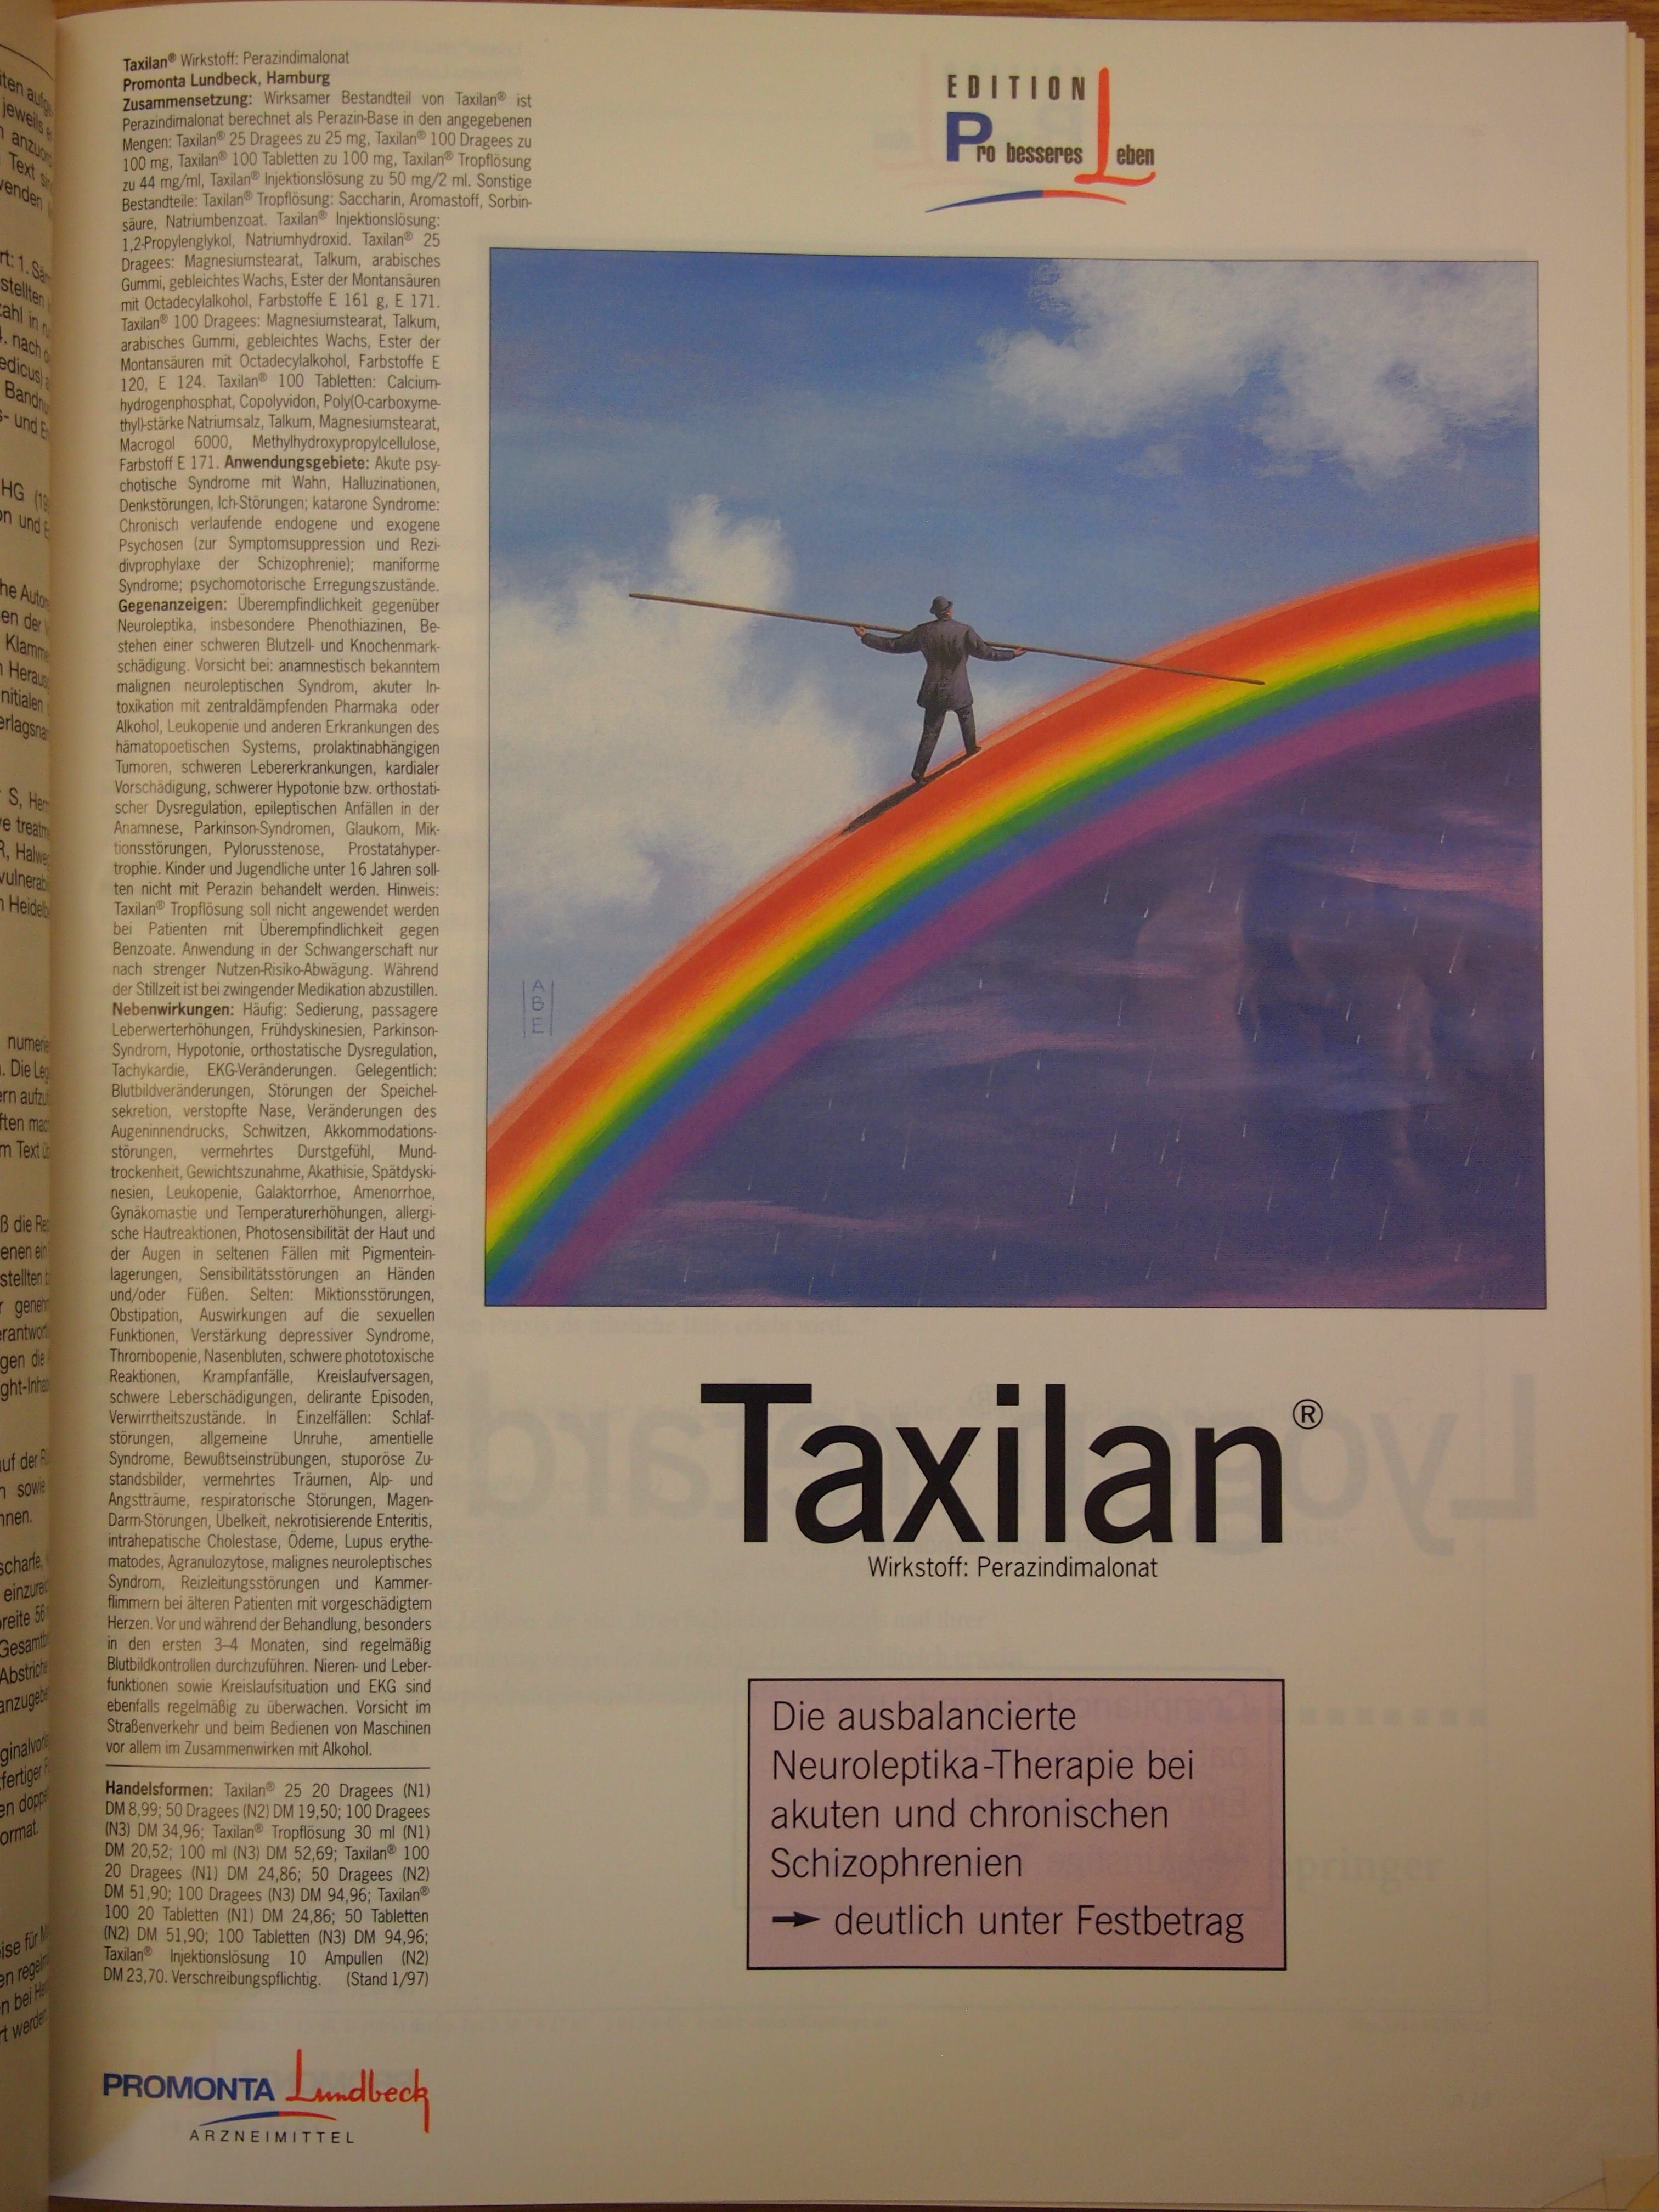 Taxilan® Wirkstoff: Perazindimalonat
Promonta Lundbeck, Hamburg
Zusammensetzung: Wirksamer Bestandteil von Taxilan® ist
Perazindimalonat berechnet als Perazin-Base in den angegebenen
Mengen: Taxilan® 25 Dragees zu 25 mg, Taxilan® 100 Dragees zu
100 mg, Taxilan® 100 Tabletten zu 100 mg, Taxilan® Tropflösung
zu 44 mg/ml, Taxilan® Injektionslösung zu 50 mg/2 ml. Sonstige
Bestandteile: Taxilan® Tropflösung: Saccharin, Aromastoff, Sorbin-
säure, Natriumbenzoat. Taxilan® Injektionslösung:
1,2-Propylenglykol, Natriumhydroxid. Taxilan® 25
Dragees: Magnesiumstearat, Talkum, arabisches
Gummi, gebleichtes Wachs, Ester der Montansäuren
mit Octadecylalkohol, Farbstoffe E 161 g, E 171.
Taxilan® 100 Dragees: Magnesiumstearat, Talkum,
arabisches Gummi, gebleichtes Wachs, Ester der
Montansäuren mit Octadecylalkohol, Farbstoffe E
120, E 124. Taxilan® 100 Tabletten: Calcium-
hydrogenphosphat, Copolyvidon, Poly(O-carboxyme-
thyl)-stärke Natriumsalz, Talkum, Magnesiumstearat,
Macrogol 6000, Methylhydroxypropylcellulose,
Farbstoff E 171. Anwendungsgebiete: Akute psy-
chotische Syndrome mit Wahn, Halluzinationen,
Denkstörungen, Ich-Störungen; katarone Syndrome:
Chronisch verlaufende endogene und exogene
Psychosen (zur Symptomsuppression und Rezi-
divprophylaxe der Schizophrenie); maniforme
Syndrome; psychomotorische Erregungszustände.
Gegenanzeigen: Überempfindlichkeit gegenüber
Neuroleptika, insbesondere Phenothiazinen, Be-
stehen einer schweren Blutzell- und Knochenmark-
schädigung. Vorsicht bei: anamnestisch bekanntem
malignen neuroleptischen Syndrom, akuter In-
toxikation mit zentraldämpfenden Pharmaka oder
Alkohol, Leukopenie und anderen Erkrankungen des
hämatopoetischen Systems, prolaktinabhängigen
Tumoren, schweren Lebererkrankungen, kardialer
Vorschädigung, schwerer Hypotonie bzw. orthostati-
scher Dysregulation, epileptischen Anfällen in der
Anamnese, Parkinson-Syndromen, Glaukom, Mik-
tionsstörungen, Pylorusstenose, Prostatahyper-
trophie. Kinder und Jugendliche unter 16 Jahren soll-
ten nicht mit Perazin behandelt werden. Hinweis:
Taxilan® Tropflösung soll nicht angewendet werden
bei Patienten mit Überempfindlichkeit gegen
Benzoate. Anwendung in der Schwangerschaft nur
nach strenger Nutzen-Risiko-Abwägung. Während
der Stillzeit ist bei zwingender Medikation abzustillen.
Nebenwirkungen: Häufig: Sedierung, passagere
Leberwerterhöhungen, Frühdyskinesien, Parkinson-
Syndrom, Hypotonie, orthostatische Dysregulation,
Tachykardie, EKG-Veränderungen. Gelegentlich:
Blutbildveränderungen, Störungen der Speichel-
sekretion, verstopfte Nase, Veränderungen des
Augeninnendrucks, Schwitzen, Akkommodations-
störungen, vermehrtes Durstgefühl, Mund-
trockenheit, Gewichtszunahme, Akathisie, Spätdyski-
nesien, Leukopenie, Galaktorrhoe, Amenorrhoe,
Gynäkomastie und Temperaturerhöhungen, allergi-
sche Hautreaktionen, Photosensibilität der Haut und
der Augen in seltenen Fällen mit Pigmentein-
lagerungen, Sensibilitätsstörungen an Händen
und/oder Füßen. Selten: Miktionsstörungen,
Obstipation, Auswirkungen auf die sexuellen
Funktionen, Verstärkung depressiver Syndrome,
Thrombopenie, Nasenbluten, schwere phototoxische
Reaktionen, Krampfanfälle, Kreislaufversagen,
schwere Leberschädigungen, delirante Episoden,
Verwirrtheitszustände. In Einzelfällen: Schlaf-
störungen, allgemeine Unruhe, amentielle
Syndrome, Bewußtseinstrübungen, stuporöse Zu-
standsbilder, vermehrtes Träumen, Alp- und
Angstträume, respiratorische Störungen, Magen-
Darm-Störungen, Übelkeit, nekrotisierende Enteritis,
intrahepatische Cholestase, Ödeme, Lupus erythe-
matodes, Agranulozytose, malignes neuroleptisches
Syndrom, Reizleitungsstörungen und Kammer-
flimmern bei älteren Patienten mit vorgeschädigtem
Herzen. Vor und während der Behandlung, besonders
in den ersten 3–4 Monaten, sind regelmäßig
Blutbildkontrollen durchzuführen. Nieren- und Leber-
funktionen sowie Kreislaufsituation und EKG sind
ebenfalls regelmäßig zu überwachen. Vorsicht im
Straßenverkehr und beim Bedienen von Maschinen
vor allem im Zusammenwirken mit Alkohol.
Handelsformen: Taxilan® 25 20 Dragees (N1)
DM 8,99; 50 Dragees (N2) DM 19,50; 100 Dragees
(N3) DM 34,96; Taxilan® Tropflösung 30 ml (N1)
DM 20,52; 100 ml (N3) DM 52,69; Taxilan® 100
20 Dragees (N1) DM 24,86; 50 Dragees (N2)
DM 51,90; 100 Dragees (N3) DM 94,96; Taxilan®
100 20 Tabletten (N1) DM 24,86; 50 Tabletten
(N2) DM 51,90; 100 Tabletten (N3) DM 94,96;
Taxilan® Injektionslösung 10 Ampullen (N2)
DM 23,70. Verschreibungspflichtig. (Stand 1/97)
PROMONTA Lundbeck
ARZNEIMITTEL
EDITION
Pro besseres Leben
ABE
Taxilan®
Wirkstoff: Perazindimalonat
Die ausbalancierte
Neuroleptika-Therapie bei
akuten und chronischen
Schizophrenien
→ deutlich unter Festbetrag